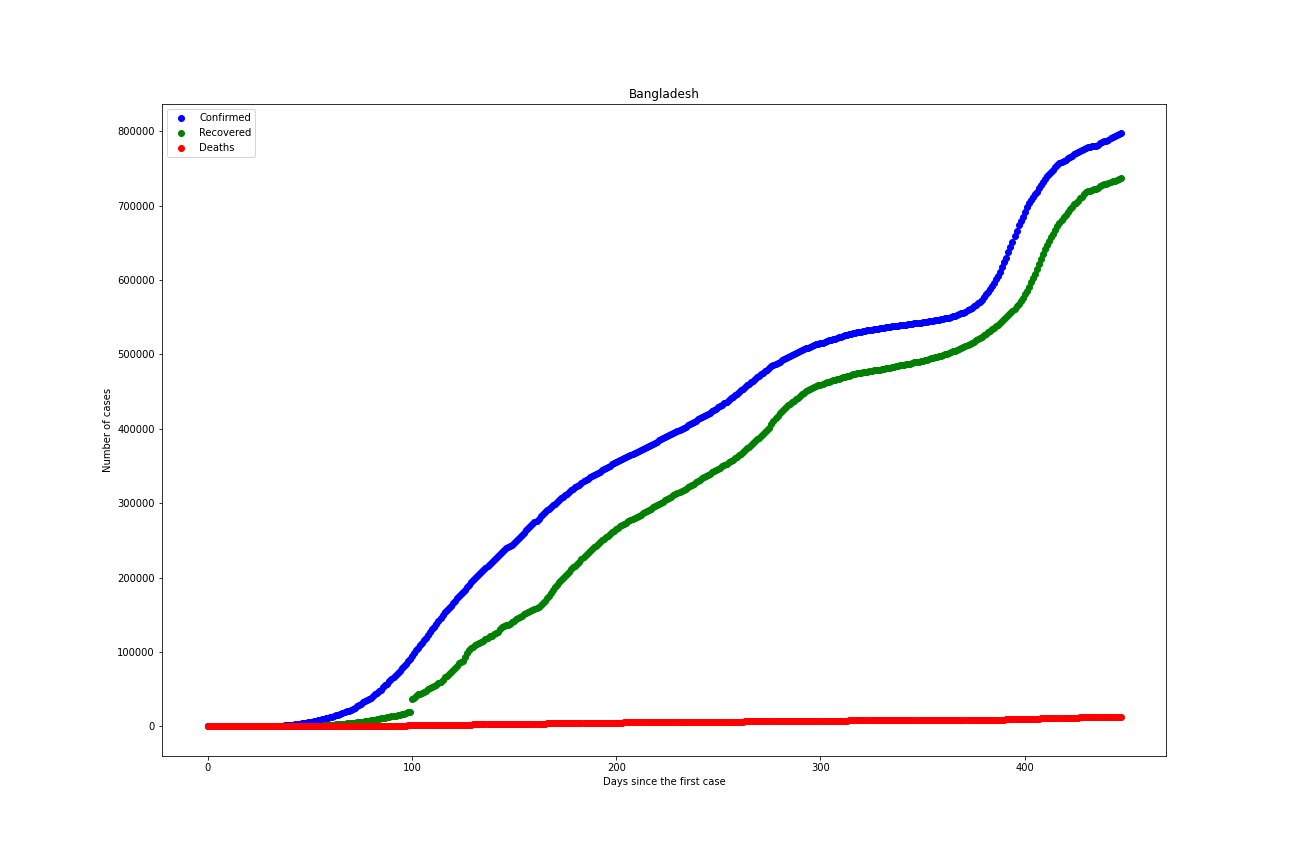 Bangladesh
Confirmed
Recovered
Deaths
800000
700000
600000
500000
400000
300000
200000
100000
0
Number of cases
0 100 200 300 400
Days since the first case